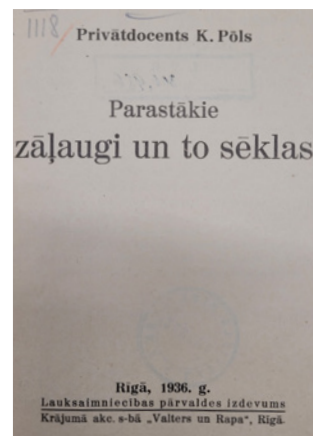 1118
Privātdocents K. Pōls
Parastākie
zāļaugi un to sēklas
Rīgā, 1936. g.
Lauksaimniecības pārvaldes izdevums
Krājumā akc. s-bā „Valters un Rapa“, Rīgā.